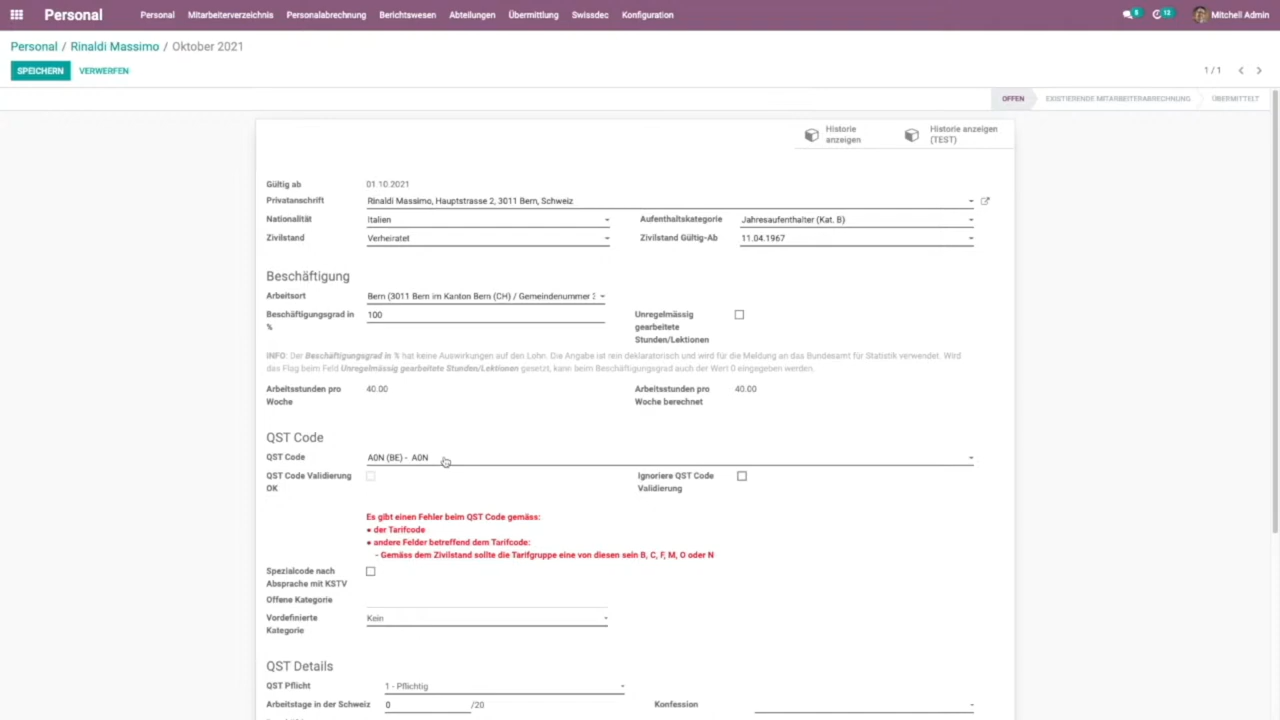 Personal Personal Mitarbeiterverzeichnis Personalabrechnung Berichtswesen Abteilungen Übermittlung Swissdec Konfiguration 5 12 Mitchell Admin
Personal / Rinaldi Massimo / Oktober 2021
SPEICHERN VERWERFEN 1 / 1
OFFEN EXISTIERENDE MITARBEITERABRECHNUNG ÜBERMITTELT
Historie anzeigen
Historie anzeigen (TEST)
Gültig ab 01.10.2021
Privatanschrift Rinaldi Massimo, Hauptstrasse 2, 3011 Bern, Schweiz
Nationalität Italien Aufenthaltskategorie Jahresaufenthalter (Kat. B)
Zivilstand Verheiratet Zivilstand Gültig-Ab 11.04.1967
Beschäftigung
Arbeitsort Bern (3011 Bern im Kanton Bern (CH) / Gemeindenummer
Beschäftigungsgrad in % 100 Unregelmässig gearbeitete Stunden/Lektionen
INFO: Der Beschäftigungsgrad in % hat keine Auswirkungen auf den Lohn. Die Angabe ist rein deklaratorisch und wird für die Meldung an das Bundesamt für Statistik verwendet. Wird
das Flag beim Feld Unregelmässig gearbeitete Stunden/Lektionen gesetzt, kann beim Beschäftigungsgrad auch der Wert 0 eingegeben werden.
Arbeitsstunden pro Woche 40.00 Arbeitsstunden pro Woche berechnet 40.00
QST Code
QST Code A0N (BE) - A0N
QST Code Validierung OK Ignoriere QST Code Validierung
Es gibt einen Fehler beim QST Code gemäss:
• der Tarifcode
• andere Felder betreffend dem Tarifcode:
- Gemäss dem Zivilstand sollte die Tarifgruppe eine von diesen sein B, C, F, M, O oder N
Spezialcode nach Absprache mit KSTV
Offene Kategorie
Vordefinierte Kategorie Kein
QST Details
QST Pflicht 1 - Pflichtig
Arbeitstage in der Schweiz 0 /20 Konfession